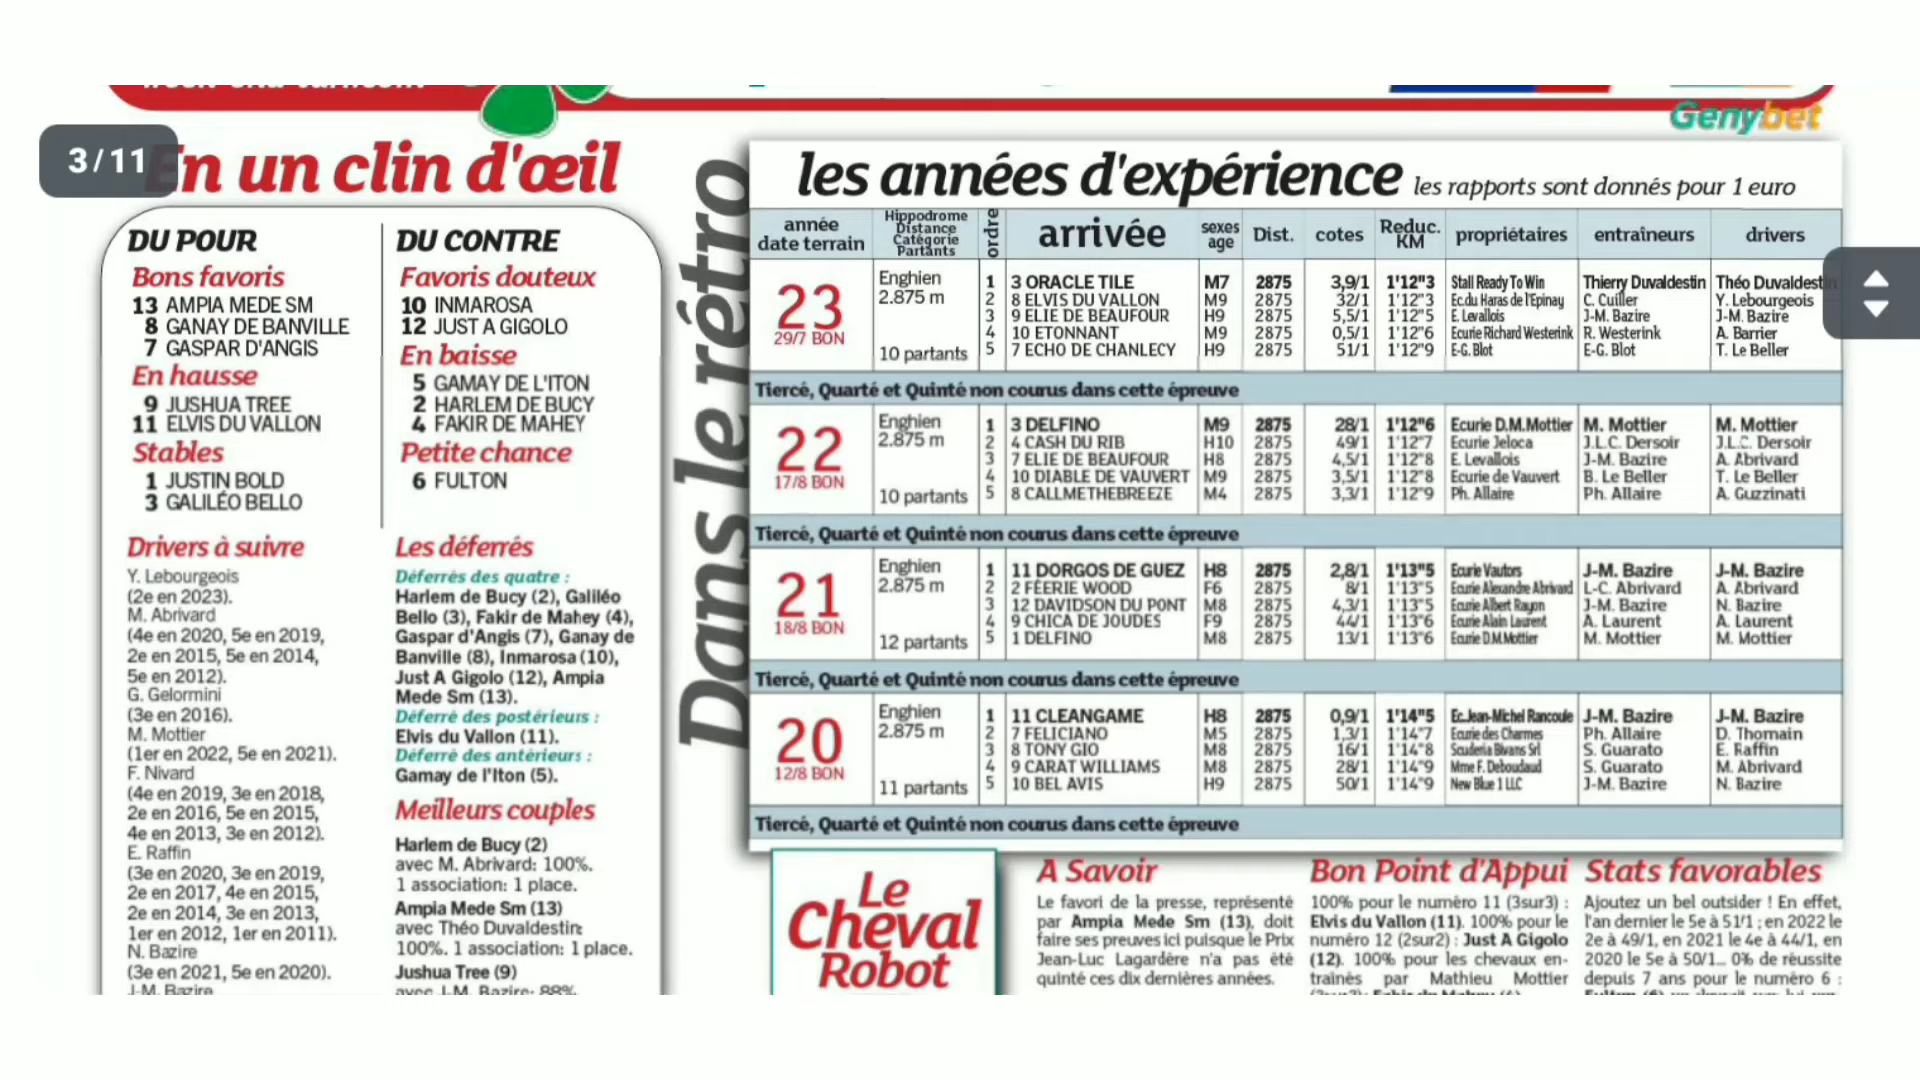 Genybet
3/11
En un clin d'œil
DU POUR
Bons favoris
13 AMPIA MEDE SM
8 GANAY DE BANVILLE
7 GASPAR D'ANGIS
En hausse
9 JUSHUA TREE
11 ELVIS DU VALLON
Stables
1 JUSTIN BOLD
3 GALILÉO BELLO
DU CONTRE
Favoris douteux
10 INMAROSA
12 JUST A GIGOLO
En baisse
5 GAMAY DE L'ITON
2 HARLEM DE BUCY
4 FAKIR DE MAHEY
Petite chance
6 FULTON
Drivers à suivre
Y. Lebourgeois
(2e en 2023).
M. Abrivard
(4e en 2020, 5e en 2019,
2e en 2015, 5e en 2014,
5e en 2012).
G. Gelormini
(3e en 2016).
M. Mottier
(1er en 2022, 5e en 2021).
F. Nivard
(4e en 2019, 3e en 2018,
2e en 2016, 5e en 2015,
4e en 2013, 3e en 2012).
E. Raffin
(3e en 2020, 3e en 2019,
2e en 2017, 4e en 2015,
2e en 2014, 3e en 2013,
1er en 2012, 1er en 2011).
N. Bazire
(3e en 2021, 5e en 2020).
J-M. Bazire
Les déferrés
Déferrés des quatre :
Harlem de Bucy (2), Galiléo
Bello (3), Fakir de Mahey (4),
Gaspar d'Angis (7), Ganay de
Banville (8), Inmarosa (10),
Just A Gigolo (12), Ampia
Mede Sm (13).
Déferré des postérieurs :
Elvis du Vallon (11).
Déferré des antérieurs :
Gamay de l'Iton (5).
Meilleurs couples
Harlem de Bucy (2)
avec M. Abrivard: 100%.
1 association: 1 place.
Ampia Mede Sm (13)
avec Théo Duvaldestin:
100%. 1 association: 1 place.
Jushua Tree (9)
avec J-M. Bazire: 88%.
Dans le rétro
les années d'expérience les rapports sont donnés pour 1 euro
année date terrain Hippodrome Distance Catégorie Partants ordre arrivée sexes age Dist. cotes Reduc. KM propriétaires entraîneurs drivers
23
29/7 BON
Enghien
2.875 m
10 partants
1 3 ORACLE TILE M7 2875 3,9/1 1'12"3 Stall Ready To Win Thierry Duvaldestin Théo Duvaldestin
2 8 ELVIS DU VALLON M9 2875 32/1 1'12"3 Ec.du Haras de l'Epinay C. Cuiller Y. Lebourgeois
3 9 ELIE DE BEAUFOUR H9 2875 5,5/1 1'12"5 E. Levallois J-M. Bazire J-M. Bazire
4 10 ETONNANT M9 2875 0,5/1 1'12"6 Ecurie Richard Westerink R. Westerink A. Barrier
5 7 ECHO DE CHANLECY H9 2875 51/1 1'12"9 E-G. Blot E-G. Blot T. Le Beller
Tiercé, Quarté et Quinté non courus dans cette épreuve
22
17/8 BON
Enghien
2.875 m
10 partants
1 3 DELFINO M9 2875 28/1 1'12"6 Ecurie D.M.Mottier M. Mottier M. Mottier
2 4 CASH DU RIB H10 2875 49/1 1'12"7 Ecurie Jeloca J.L.C. Dersoir J.L.C. Dersoir
3 7 ELIE DE BEAUFOUR H8 2875 4,5/1 1'12"8 E. Levallois J-M. Bazire A. Abrivard
4 10 DIABLE DE VAUVERT M9 2875 3,5/1 1'12"8 Ecurie de Vauvert B. Le Beller T. Le Beller
5 8 CALLMETHEBREEZE M4 2875 3,3/1 1'12"9 Ph. Allaire Ph. Allaire A. Guzzinati
Tiercé, Quarté et Quinté non courus dans cette épreuve
21
18/8 BON
Enghien
2.875 m
12 partants
1 11 DORGOS DE GUEZ H8 2875 2,8/1 1'13"5 Ecurie Vautors J-M. Bazire J-M. Bazire
2 2 FÉERIE WOOD F6 2875 8/1 1'13"5 Ecurie Alexandre Abrivard L-C. Abrivard A. Abrivard
3 12 DAVIDSON DU PONT M8 2875 4,3/1 1'13"5 Ecurie Albert Rayon J-M. Bazire N. Bazire
4 9 CHICA DE JOUDES F9 2875 44/1 1'13"6 Ecurie Alain Laurent A. Laurent A. Laurent
5 1 DELFINO M8 2875 13/1 1'13"6 Ecurie D.M.Mottier M. Mottier M. Mottier
Tiercé, Quarté et Quinté non courus dans cette épreuve
20
12/8 BON
Enghien
2.875 m
11 partants
1 11 CLEANGAME H8 2875 0,9/1 1'14"5 Ec.Jean-Michel Rancoule J-M. Bazire J-M. Bazire
2 7 FELICIANO M5 2875 1,3/1 1'14"7 Ecurie des Charmes Ph. Allaire D. Thomain
3 8 TONY GIO M8 2875 16/1 1'14"8 Scuderia Bivans Srl S. Guarato E. Raffin
4 9 CARAT WILLIAMS M8 2875 28/1 1'14"9 Mme F. Deboudaud S. Guarato M. Abrivard
5 10 BEL AVIS H9 2875 50/1 1'14"9 New Blue 1 LLC J-M. Bazire N. Bazire
Tiercé, Quarté et Quinté non courus dans cette épreuve
Le
Cheval
Robot
A Savoir
Le favori de la presse, représenté
par Ampia Mede Sm (13), doit
faire ses preuves ici puisque le Prix
Jean-Luc Lagardère n'a pas été
quinté ces dix dernières années.
Bon Point d'Appui
100% pour le numéro 11 (3sur3) :
Elvis du Vallon (11). 100% pour le
numéro 12 (2sur2) : Just A Gigolo
(12). 100% pour les chevaux en-
traînés par Mathieu Mottier
Stats favorables
Ajoutez un bel outsider ! En effet,
l'an dernier le 5e à 51/1 ; en 2022 le
2e à 49/1, en 2021 le 4e à 44/1, en
2020 le 5e à 50/1... 0% de réussite
depuis 7 ans pour le numéro 6 :